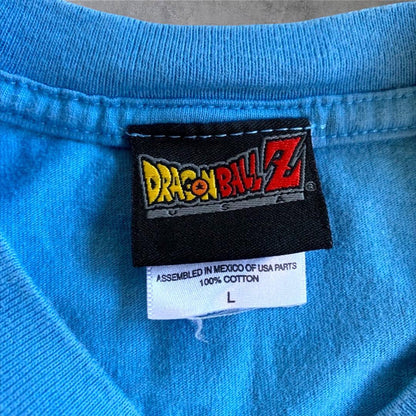 DRAGON BALL Z
USA ®
ASSEMBLED IN MEXICO OF USA PARTS
100% COTTON
L